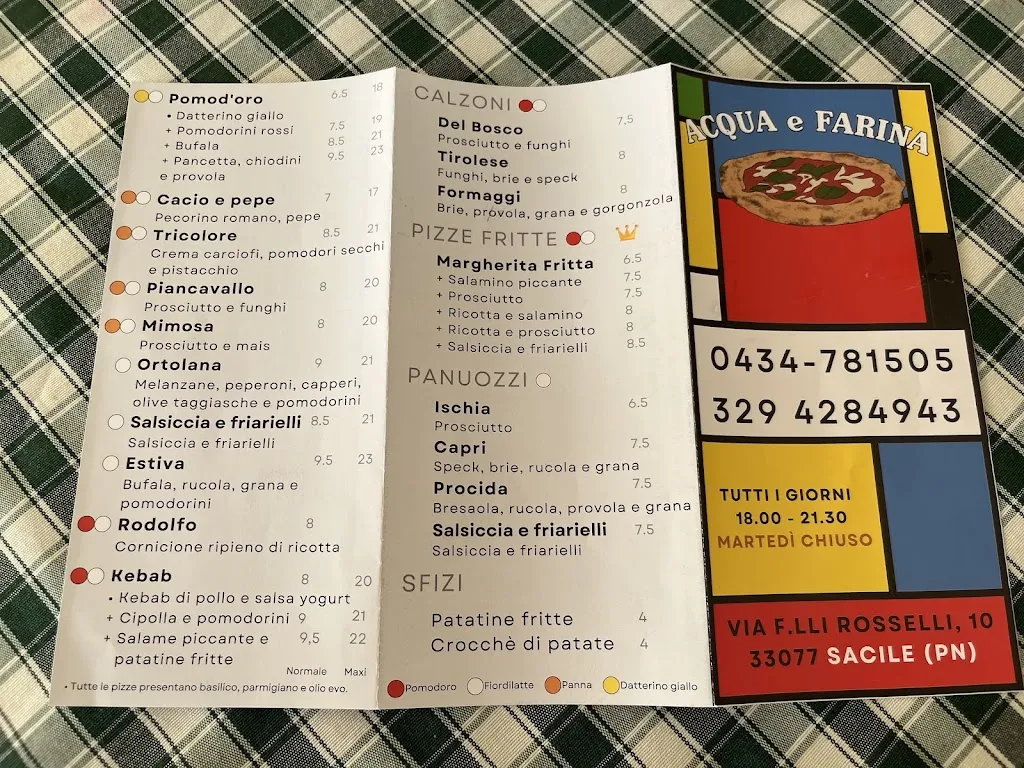 Pomod'oro 6.5 18
• Datterino giallo
+ Pomodorini rossi 7.5 19
+ Bufala 8.5 21
+ Pancetta, chiodini 9.5 23
e provola
Cacio e pepe 7 17
Pecorino romano, pepe
Tricolore 8.5 21
Crema carciofi, pomodori secchi
e pistacchio
Piancavallo 8 20
Prosciutto e funghi
Mimosa 8 20
Prosciutto e mais
Ortolana 9 21
Melanzane, peperoni, capperi,
olive taggiasche e pomodorini
Salsiccia e friarielli 8.5 21
Salsiccia e friarielli
Estiva 9.5 23
Bufala, rucola, grana e
pomodorini
Rodolfo 8
Cornicione ripieno di ricotta
Kebab 8 20
• Kebab di pollo e salsa yogurt
+ Cipolla e pomodorini 9 21
+ Salame piccante e 9,5 22
patatine fritte
Normale Maxi
• Tutte le pizze presentano basilico, parmigiano e olio evo.
CALZONI
Del Bosco 7.5
Prosciutto e funghi
Tirolese 8
Funghi, brie e speck
Formaggi 8
Brie, provola, grana e gorgonzola
PIZZE FRITTE
Margherita Fritta 6.5
+ Salamino piccante 7.5
+ Prosciutto 7.5
+ Ricotta e salamino 8
+ Ricotta e prosciutto 8
+ Salsiccia e friarielli 8.5
PANUOZZI
Ischia 6.5
Prosciutto
Capri 7.5
Speck, brie, rucola e grana
Procida 7.5
Bresaola, rucola, provola e grana
Salsiccia e friarielli 7.5
Salsiccia e friarielli
SFIZI
Patatine fritte 4
Crocchè di patate 4
Pomodoro Fiordilatte Panna Datterino giallo
ACQUA e FARINA
0434-781505
329 4284943
TUTTI I GIORNI
18.00 - 21.30
MARTEDÌ CHIUSO
VIA F.LLI ROSSELLI, 10
33077 SACILE (PN)